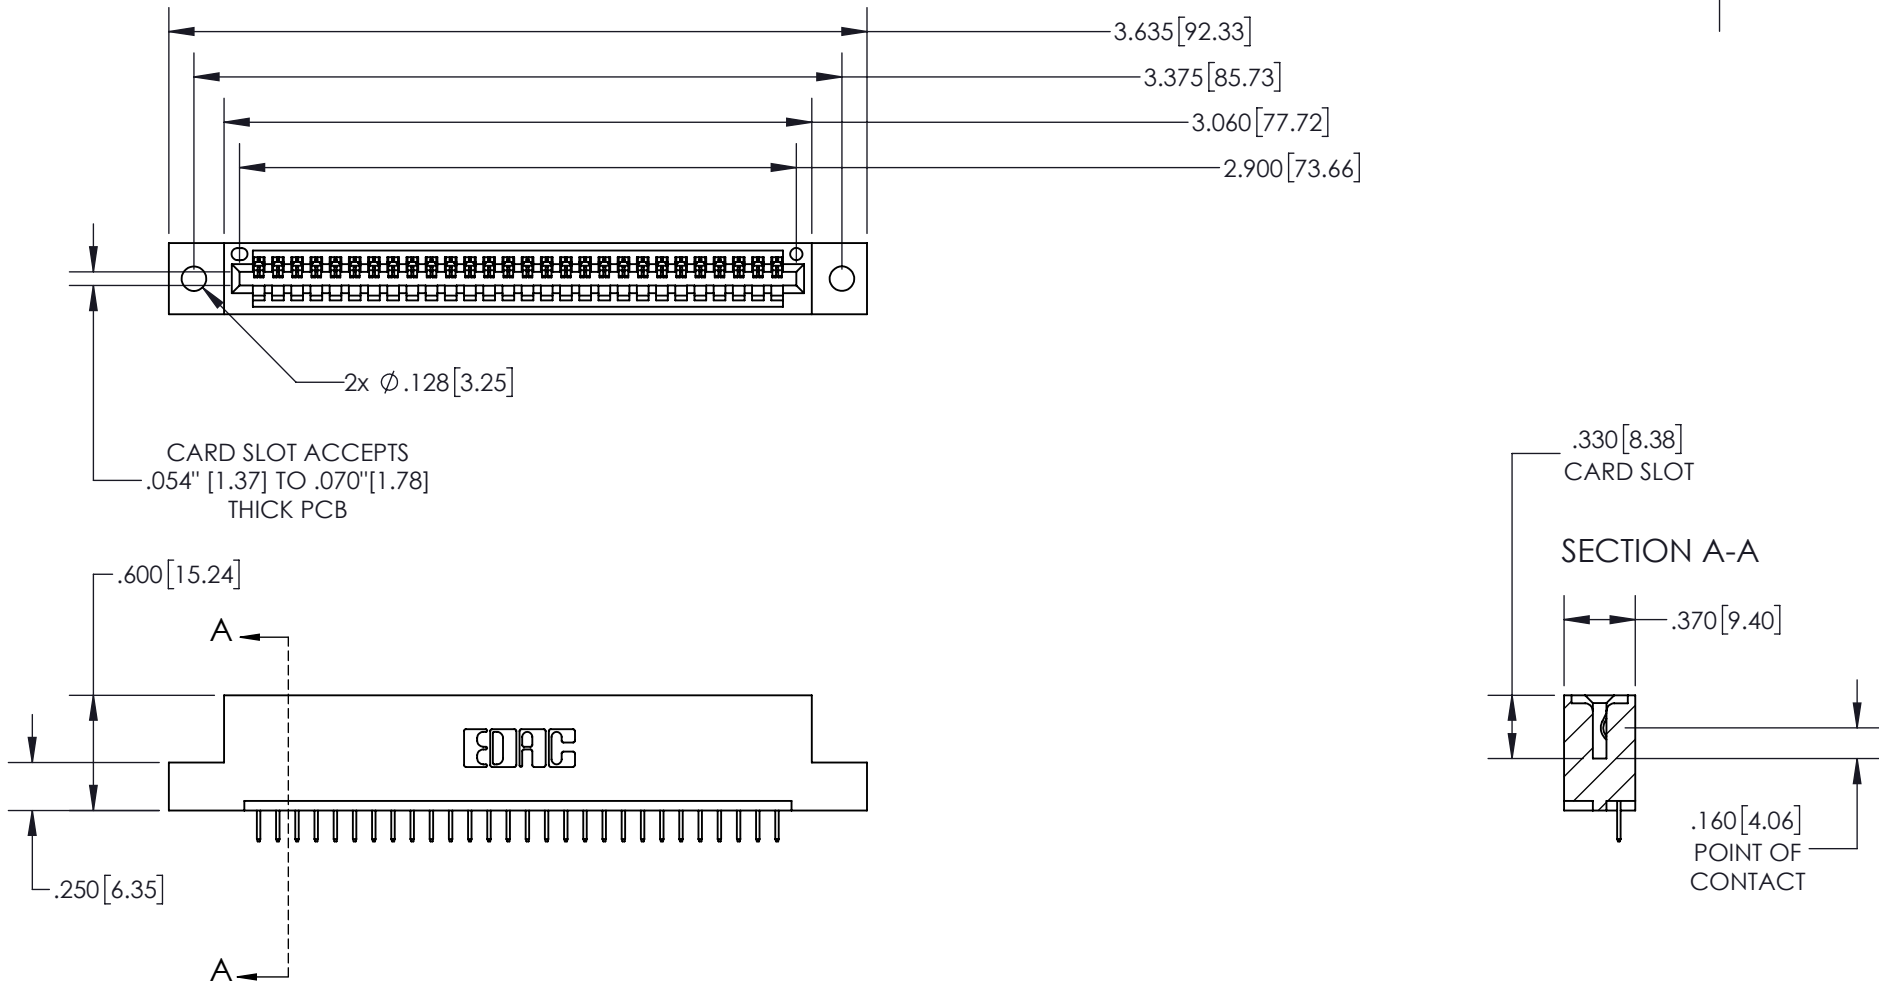 3.635[92.33]
3.375[85.73]
3.060[77.72]
2.900[73.66]
2x Ø.128[3.25]
CARD SLOT ACCEPTS
.054" [1.37] TO .070"[1.78]
THICK PCB
.330[8.38]
CARD SLOT
SECTION A-A
.600[15.24]
.370[9.40]
A
EDAC
.160[4.06]
POINT OF
CONTACT
.250[6.35]
A